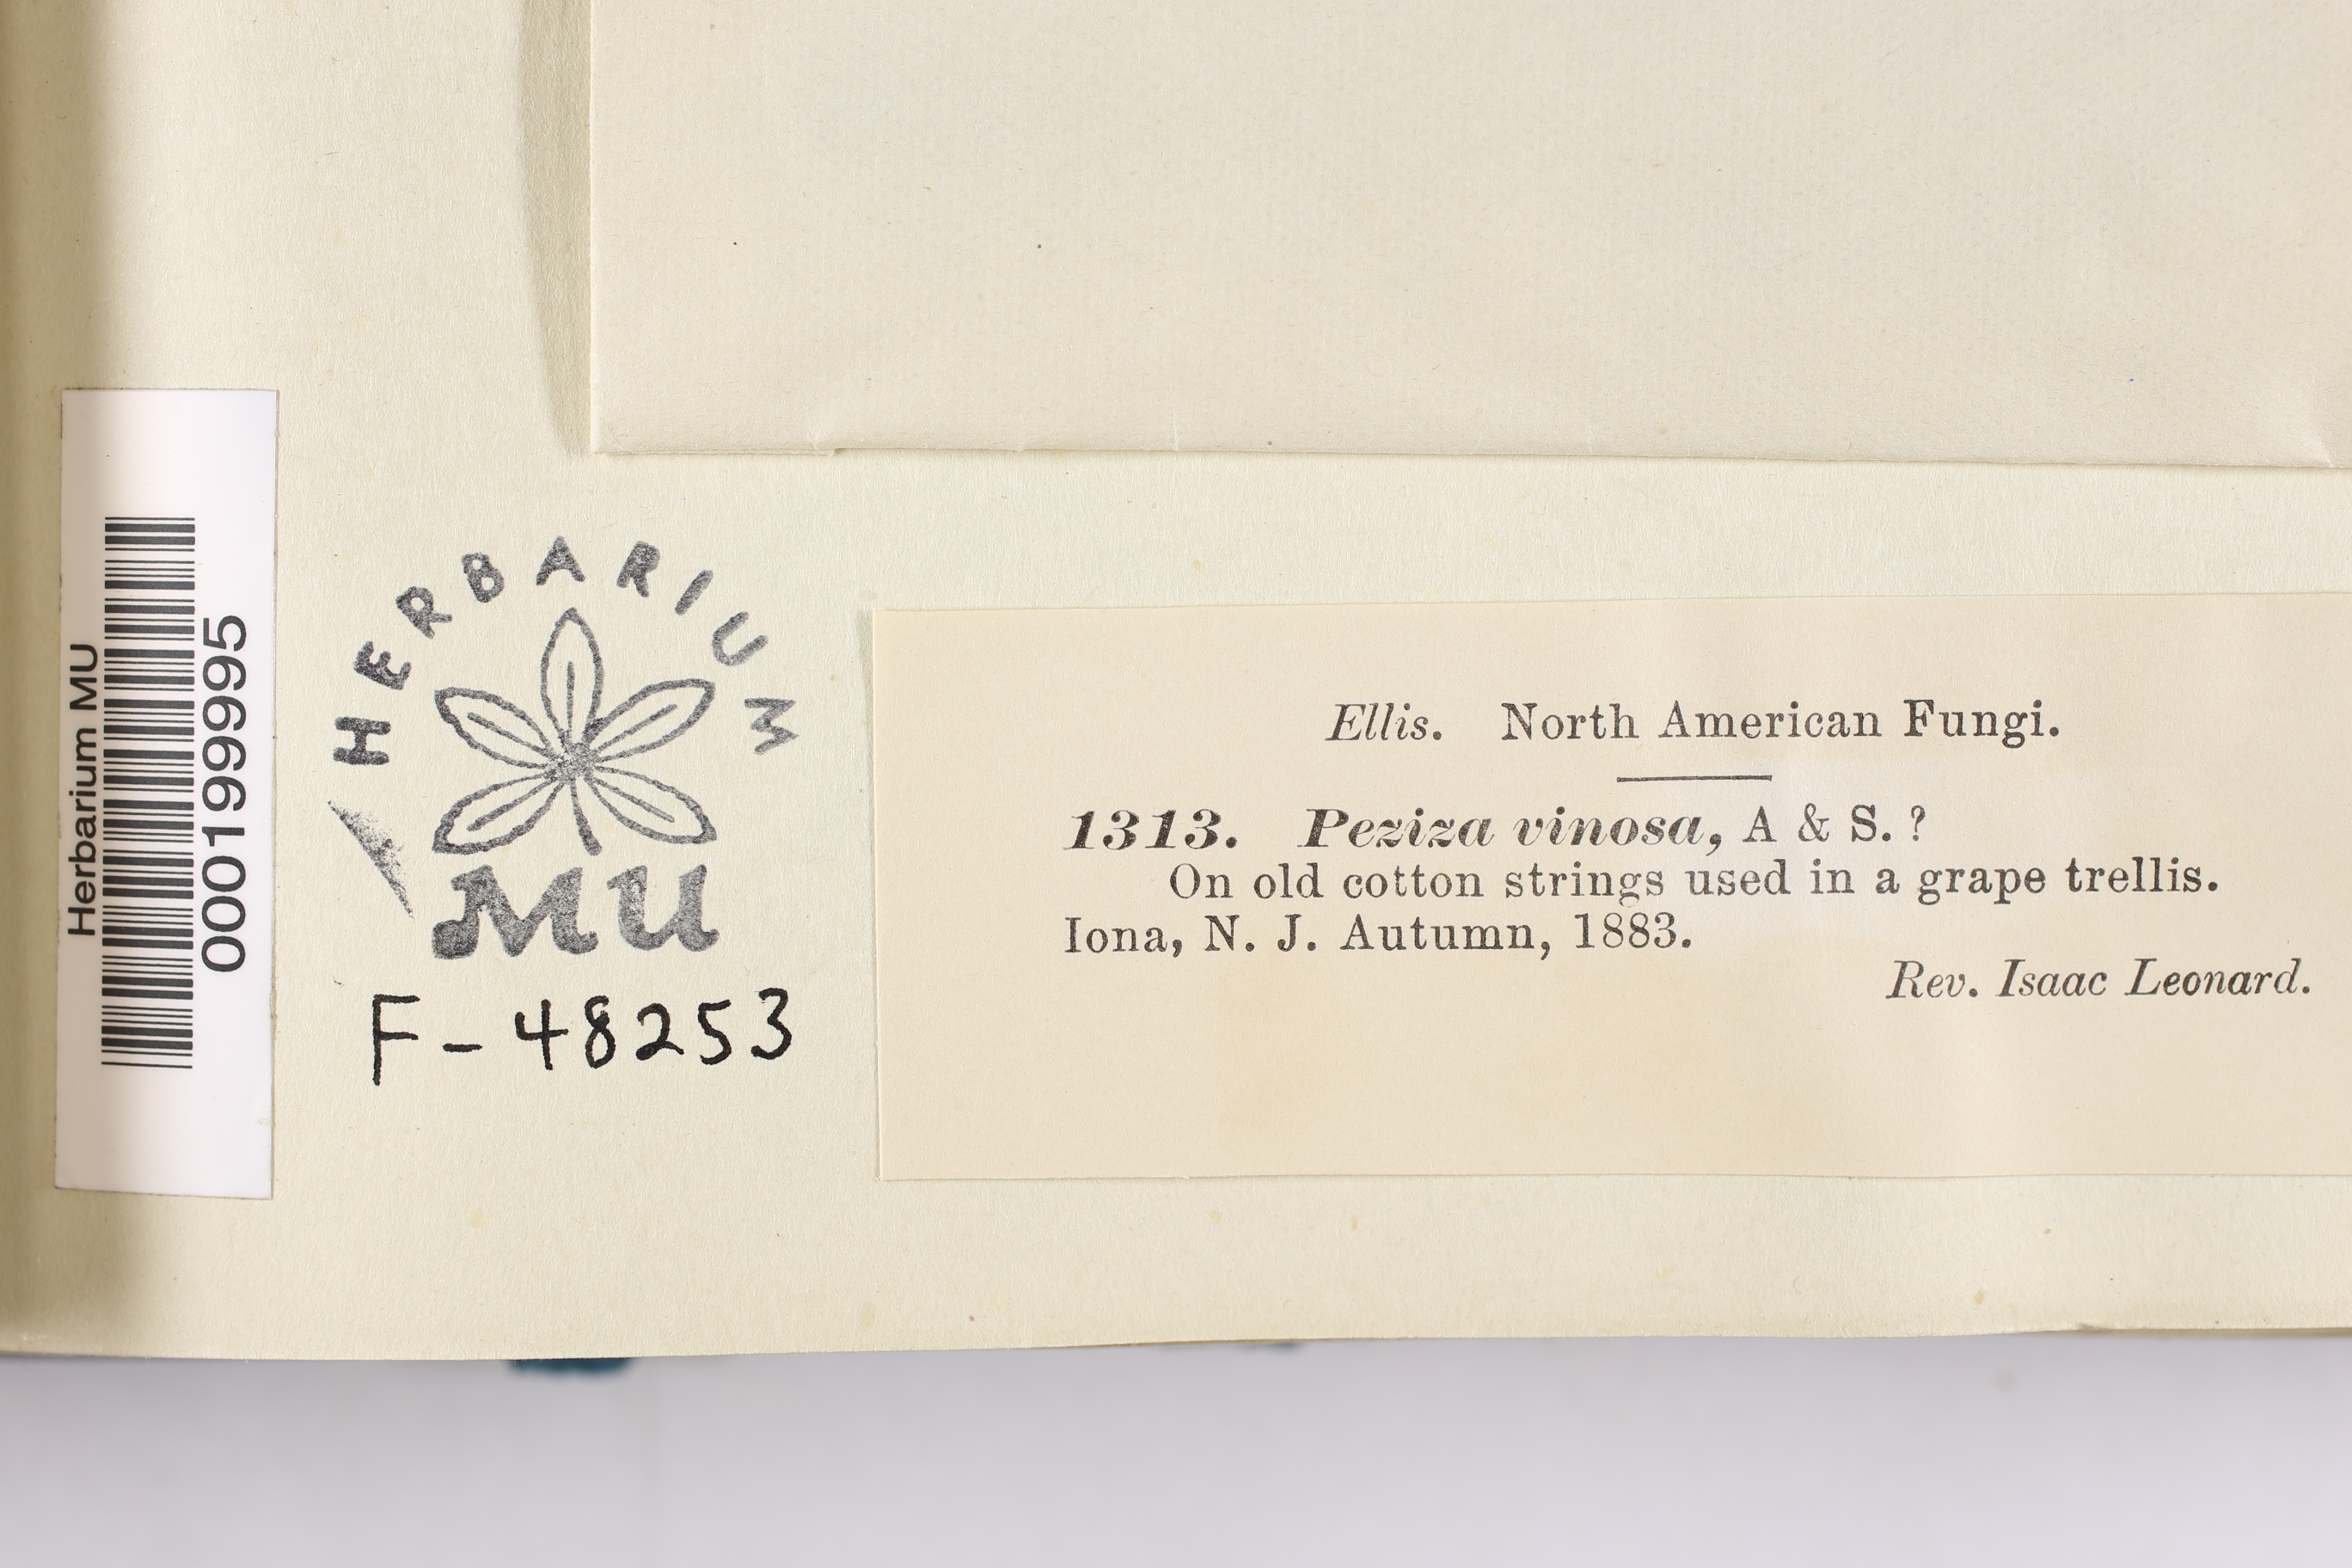 Herbarium MU
000199995
HERBARIUM
MU
F-48253
Ellis. North American Fungi.
1313. Peziza vinosa, A & S. ?
On old cotton strings used in a grape trellis.
Iona, N. J. Autumn, 1883.
Rev. Isaac Leonard.